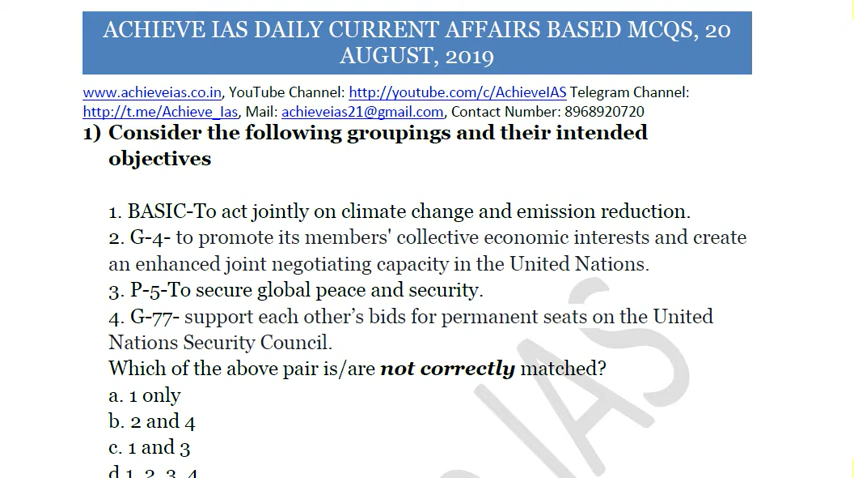 ACHIEVE IAS DAILY CURRENT AFFAIRS BASED MCQS, 20
AUGUST, 2019
www.achieveias.co.in, YouTube Channel: http://youtube.com/c/AchieveIAS Telegram Channel:
http://t.me/Achieve_Ias, Mail: achieveias21@gmail.com, Contact Number: 8968920720
1) Consider the following groupings and their intended
objectives
1. BASIC-To act jointly on climate change and emission reduction.
2. G-4- to promote its members' collective economic interests and create
an enhanced joint negotiating capacity in the United Nations.
3. P-5-To secure global peace and security.
4. G-77- support each other’s bids for permanent seats on the United
Nations Security Council.
Which of the above pair is/are not correctly matched?
a. 1 only
b. 2 and 4
c. 1 and 3
d 1, 2, 3, 4
IAS